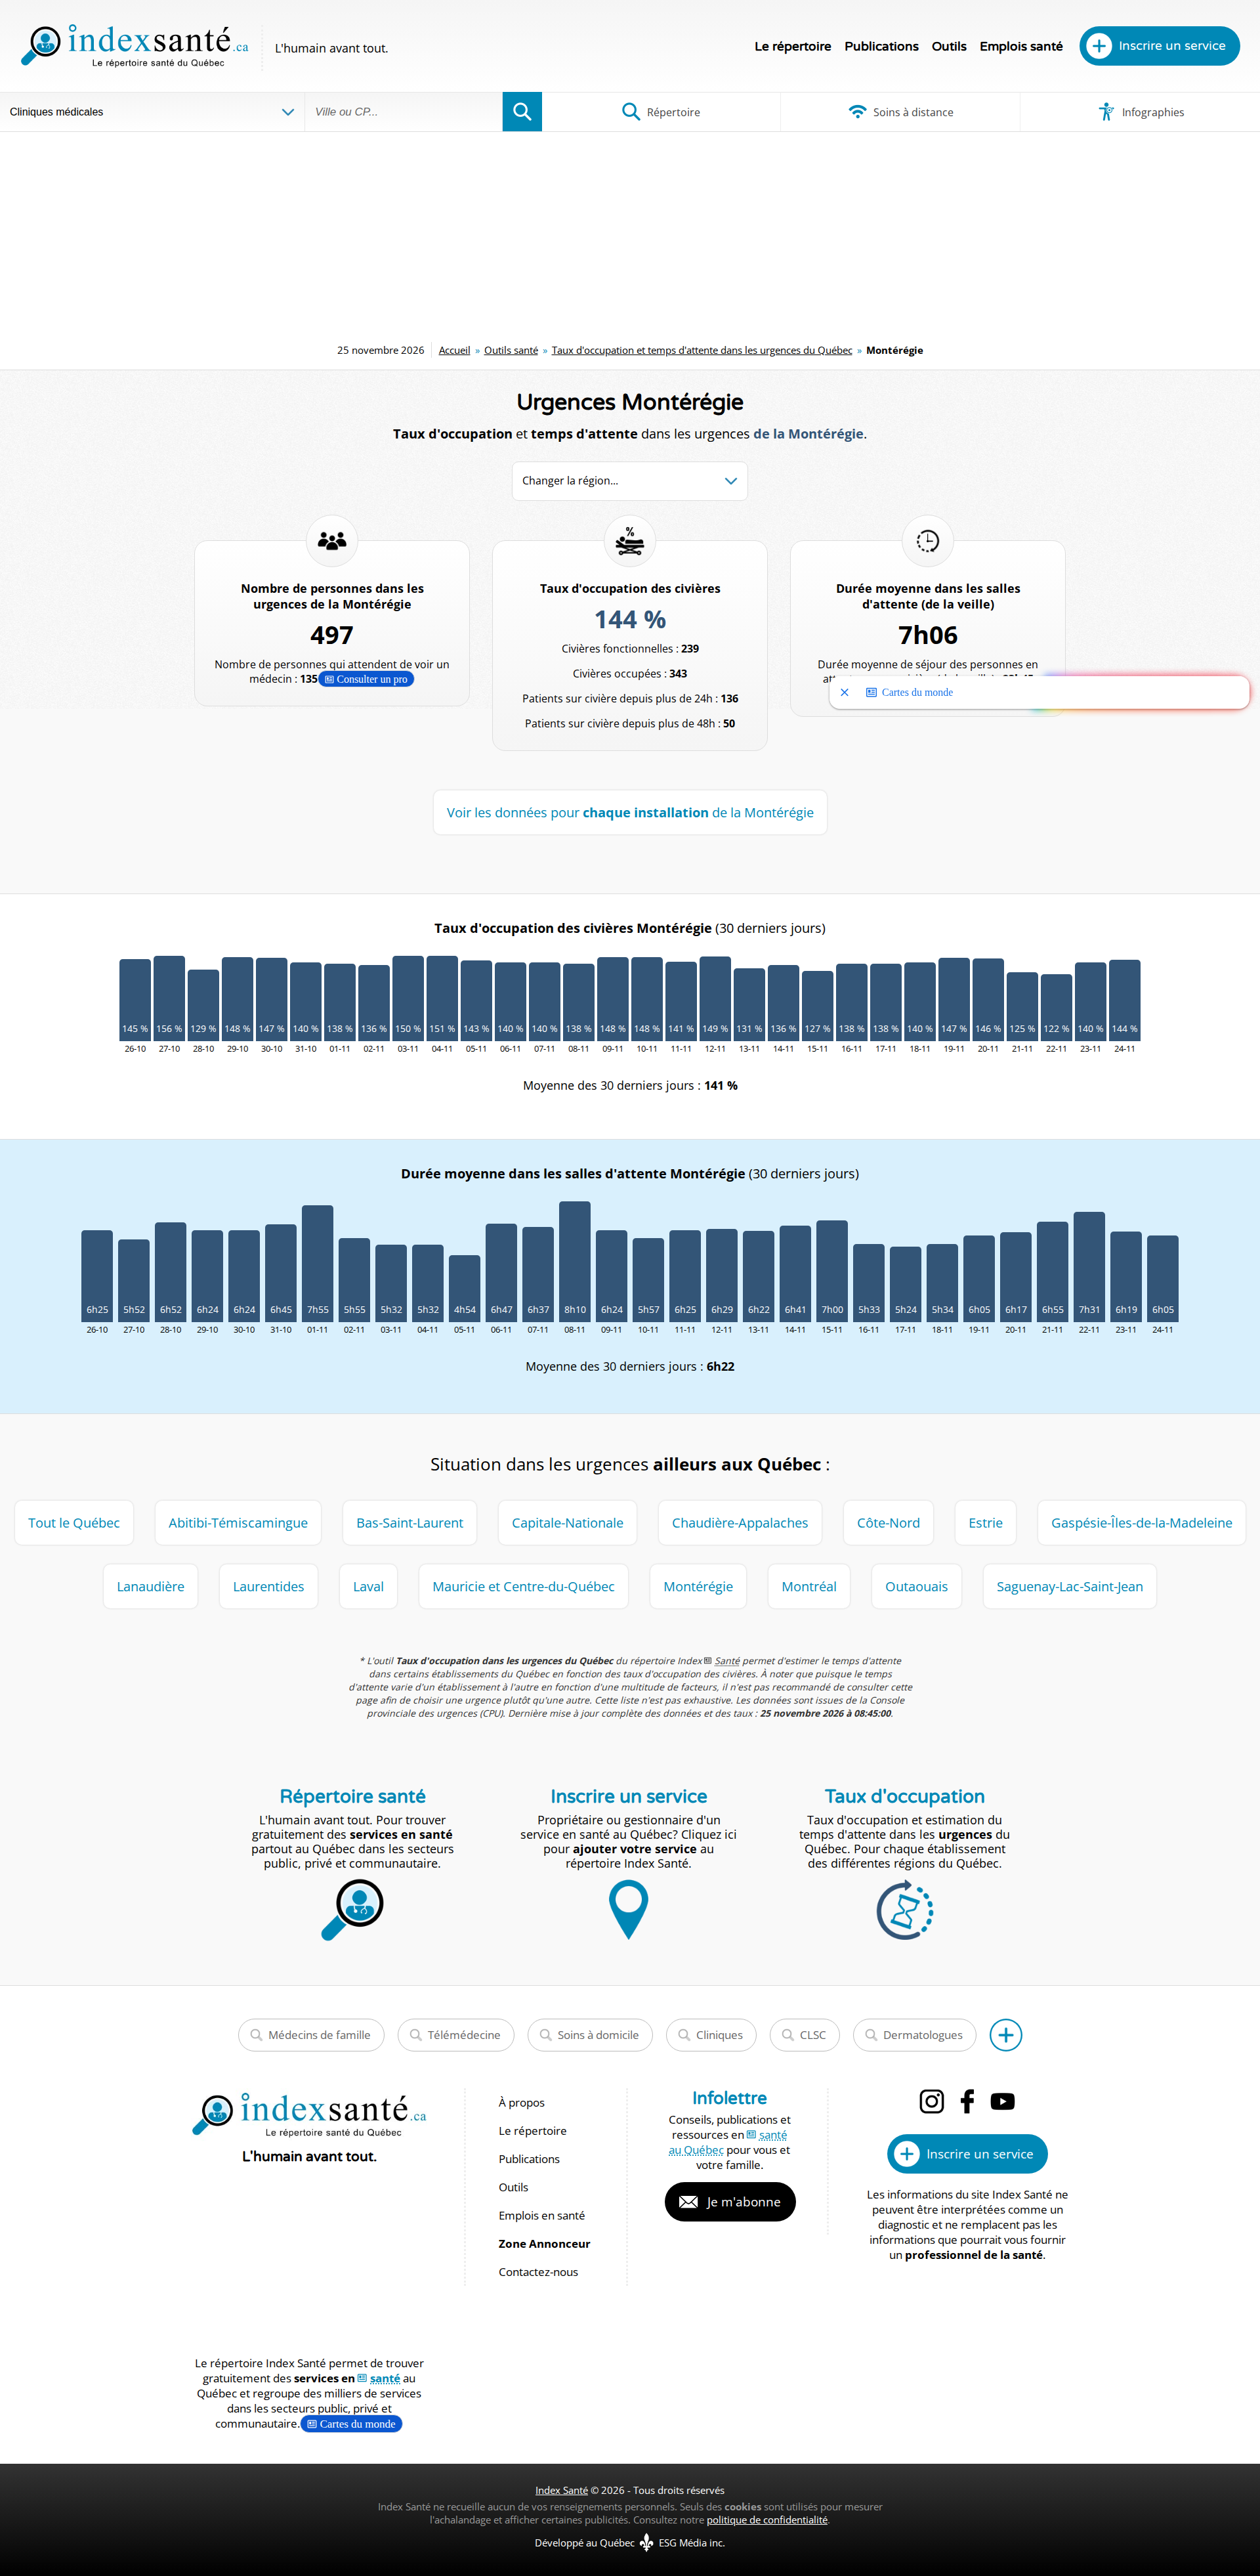 indexsanté.ca
Le répertoire santé du Québec
L'humain avant tout.
Le répertoire
Publications
Outils
Emplois santé
Inscrire un service
Cliniques médicales
Ville ou CP...
Répertoire
Soins à distance
Infographies
25 novembre 2026
Accueil » Outils santé » Taux d'occupation et temps d'attente dans les urgences du Québec » Montérégie
Urgences Montérégie
Taux d'occupation et temps d'attente dans les urgences de la Montérégie.
Changer la région...
Nombre de personnes dans les
urgences de la Montérégie
497
Nombre de personnes qui attendent de voir un
médecin : 135 Consulter un pro
%
Taux d'occupation des civières
144 %
Civières fonctionnelles : 239
Civières occupées : 343
Patients sur civière depuis plus de 24h : 136
Patients sur civière depuis plus de 48h : 50
Durée moyenne dans les salles
d'attente (de la veille)
7h06
Durée moyenne de séjour des personnes en
Cartes du monde
Voir les données pour chaque installation de la Montérégie
Taux d'occupation des civières Montérégie (30 derniers jours)
145 % 156 % 129 % 148 % 147 % 140 % 138 % 136 % 150 % 151 % 143 % 140 % 140 % 138 % 148 % 148 % 141 % 149 % 131 % 136 % 127 % 138 % 138 % 140 % 147 % 146 % 125 % 122 % 140 % 144 %
26-10 27-10 28-10 29-10 30-10 31-10 01-11 02-11 03-11 04-11 05-11 06-11 07-11 08-11 09-11 10-11 11-11 12-11 13-11 14-11 15-11 16-11 17-11 18-11 19-11 20-11 21-11 22-11 23-11 24-11
Moyenne des 30 derniers jours : 141 %
Durée moyenne dans les salles d'attente Montérégie (30 derniers jours)
6h25 5h52 6h52 6h24 6h24 6h45 7h55 5h55 5h32 5h32 4h54 6h47 6h37 8h10 6h24 5h57 6h25 6h29 6h22 6h41 7h00 5h33 5h24 5h34 6h05 6h17 6h55 7h31 6h19 6h05
26-10 27-10 28-10 29-10 30-10 31-10 01-11 02-11 03-11 04-11 05-11 06-11 07-11 08-11 09-11 10-11 11-11 12-11 13-11 14-11 15-11 16-11 17-11 18-11 19-11 20-11 21-11 22-11 23-11 24-11
Moyenne des 30 derniers jours : 6h22
Situation dans les urgences ailleurs aux Québec :
Tout le Québec
Abitibi-Témiscamingue
Bas-Saint-Laurent
Capitale-Nationale
Chaudière-Appalaches
Côte-Nord
Estrie
Gaspésie-Îles-de-la-Madeleine
Lanaudière
Laurentides
Laval
Mauricie et Centre-du-Québec
Montérégie
Montréal
Outaouais
Saguenay-Lac-Saint-Jean
* L'outil Taux d'occupation dans les urgences du Québec du répertoire Index Santé permet d'estimer le temps d'attente
dans certains établissements du Québec en fonction des taux d'occupation des civières. À noter que puisque le temps
d'attente varie d'un établissement à l'autre en fonction d'une multitude de facteurs, il n'est pas recommandé de consulter cette
page afin de choisir une urgence plutôt qu'une autre. Cette liste n'est pas exhaustive. Les données sont issues de la Console
provinciale des urgences (CPU). Dernière mise à jour complète des données et des taux : 25 novembre 2026 à 08:45:00.
Répertoire santé
L'humain avant tout. Pour trouver
gratuitement des services en santé
partout au Québec dans les secteurs
public, privé et communautaire.
Inscrire un service
Propriétaire ou gestionnaire d'un
service en santé au Québec? Cliquez ici
pour ajouter votre service au
répertoire Index Santé.
Taux d'occupation
Taux d'occupation et estimation du
temps d'attente dans les urgences du
Québec. Pour chaque établissement
des différentes régions du Québec.
Médecins de famille
Télémédecine
Soins à domicile
Cliniques
CLSC
Dermatologues
indexsanté.ca
Le répertoire santé du Québec
L'humain avant tout.
À propos
Le répertoire
Publications
Outils
Emplois en santé
Zone Annonceur
Contactez-nous
Infolettre
Conseils, publications et
ressources en santé
au Québec pour vous et
votre famille.
Je m'abonne
Inscrire un service
Les informations du site Index Santé ne
peuvent être interprétées comme un
diagnostic et ne remplacent pas les
informations que pourrait vous fournir
un professionnel de la santé.
Le répertoire Index Santé permet de trouver
gratuitement des services en santé au
Québec et regroupe des milliers de services
dans les secteurs public, privé et
communautaire. Cartes du monde
Index Santé © 2026 - Tous droits réservés
Index Santé ne recueille aucun de vos renseignements personnels. Seuls des cookies sont utilisés pour mesurer
l'achalandage et afficher certaines publicités. Consultez notre politique de confidentialité.
Développé au Québec ESG Média inc.